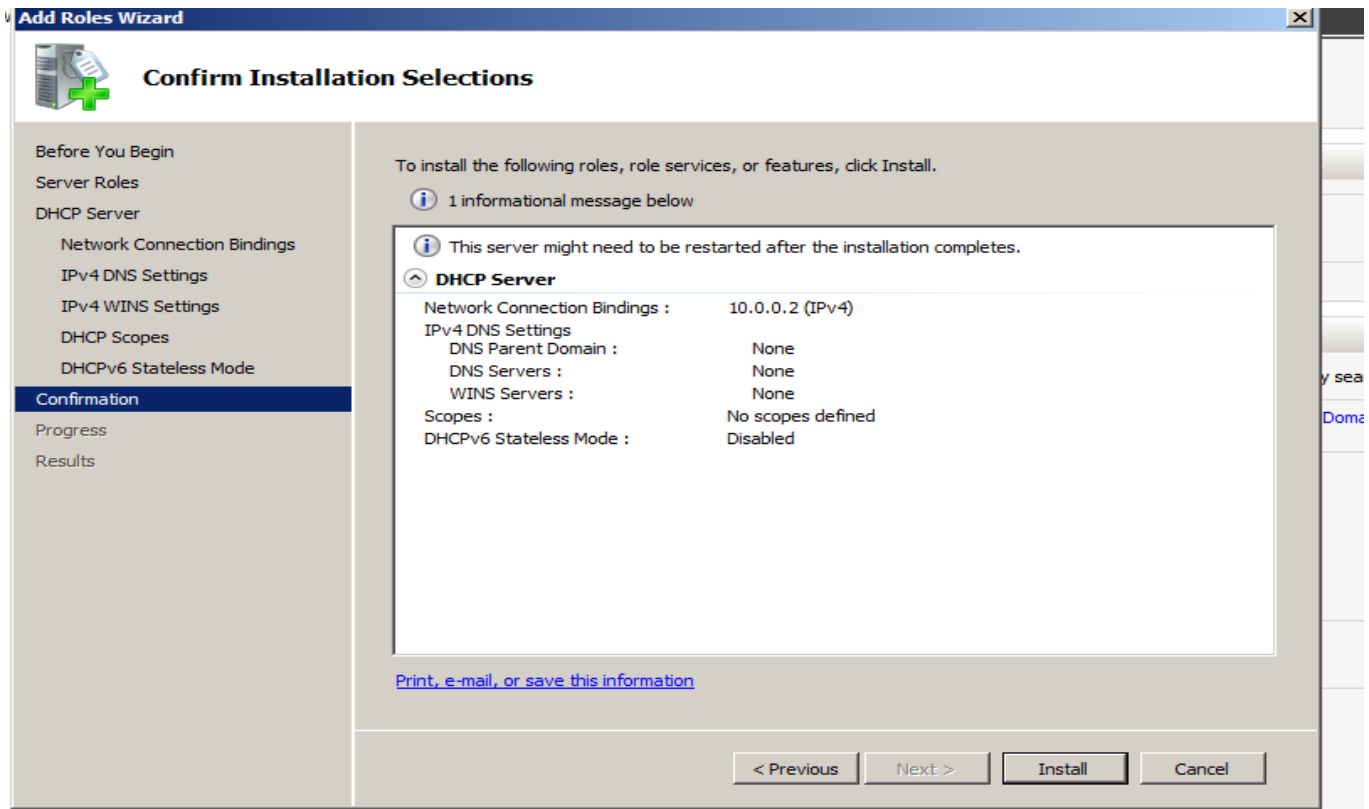 Add Roles Wizard
Confirm Installation Selections
Before You Begin
Server Roles
DHCP Server
Network Connection Bindings
IPv4 DNS Settings
IPv4 WINS Settings
DHCP Scopes
DHCPv6 Stateless Mode
Confirmation
Progress
Results
To install the following roles, role services, or features, click Install.
1 informational message below
This server might need to be restarted after the installation completes.
DHCP Server
Network Connection Bindings : 10.0.0.2 (IPv4)
IPv4 DNS Settings
DNS Parent Domain : None
DNS Servers : None
WINS Servers : None
Scopes : No scopes defined
DHCPv6 Stateless Mode : Disabled
Print, e-mail, or save this information
< Previous Next > Install Cancel
y sea
Doma